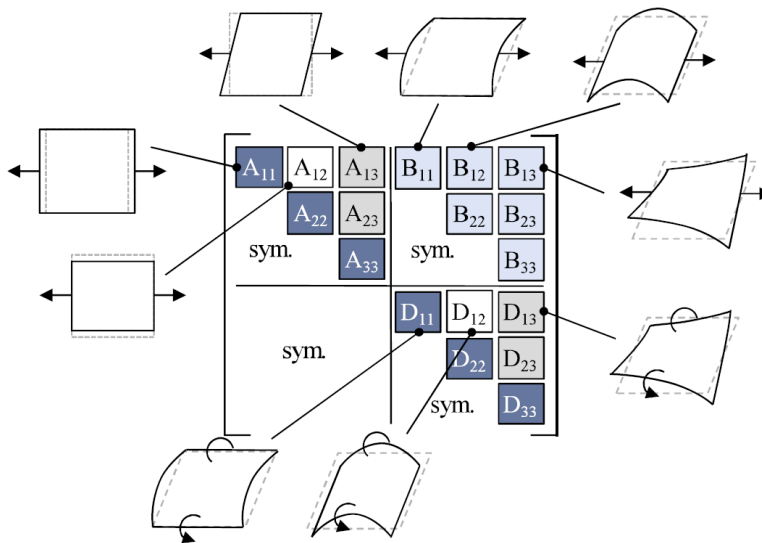 A₁₁ A₁₂ A₁₃ B₁₁ B₁₂ B₁₃
A₂₂ A₂₃ B₂₂ B₂₃
sym. A₃₃ sym. B₃₃
D₁₁ D₁₂ D₁₃
sym. D₂₂ D₂₃
sym. D₃₃